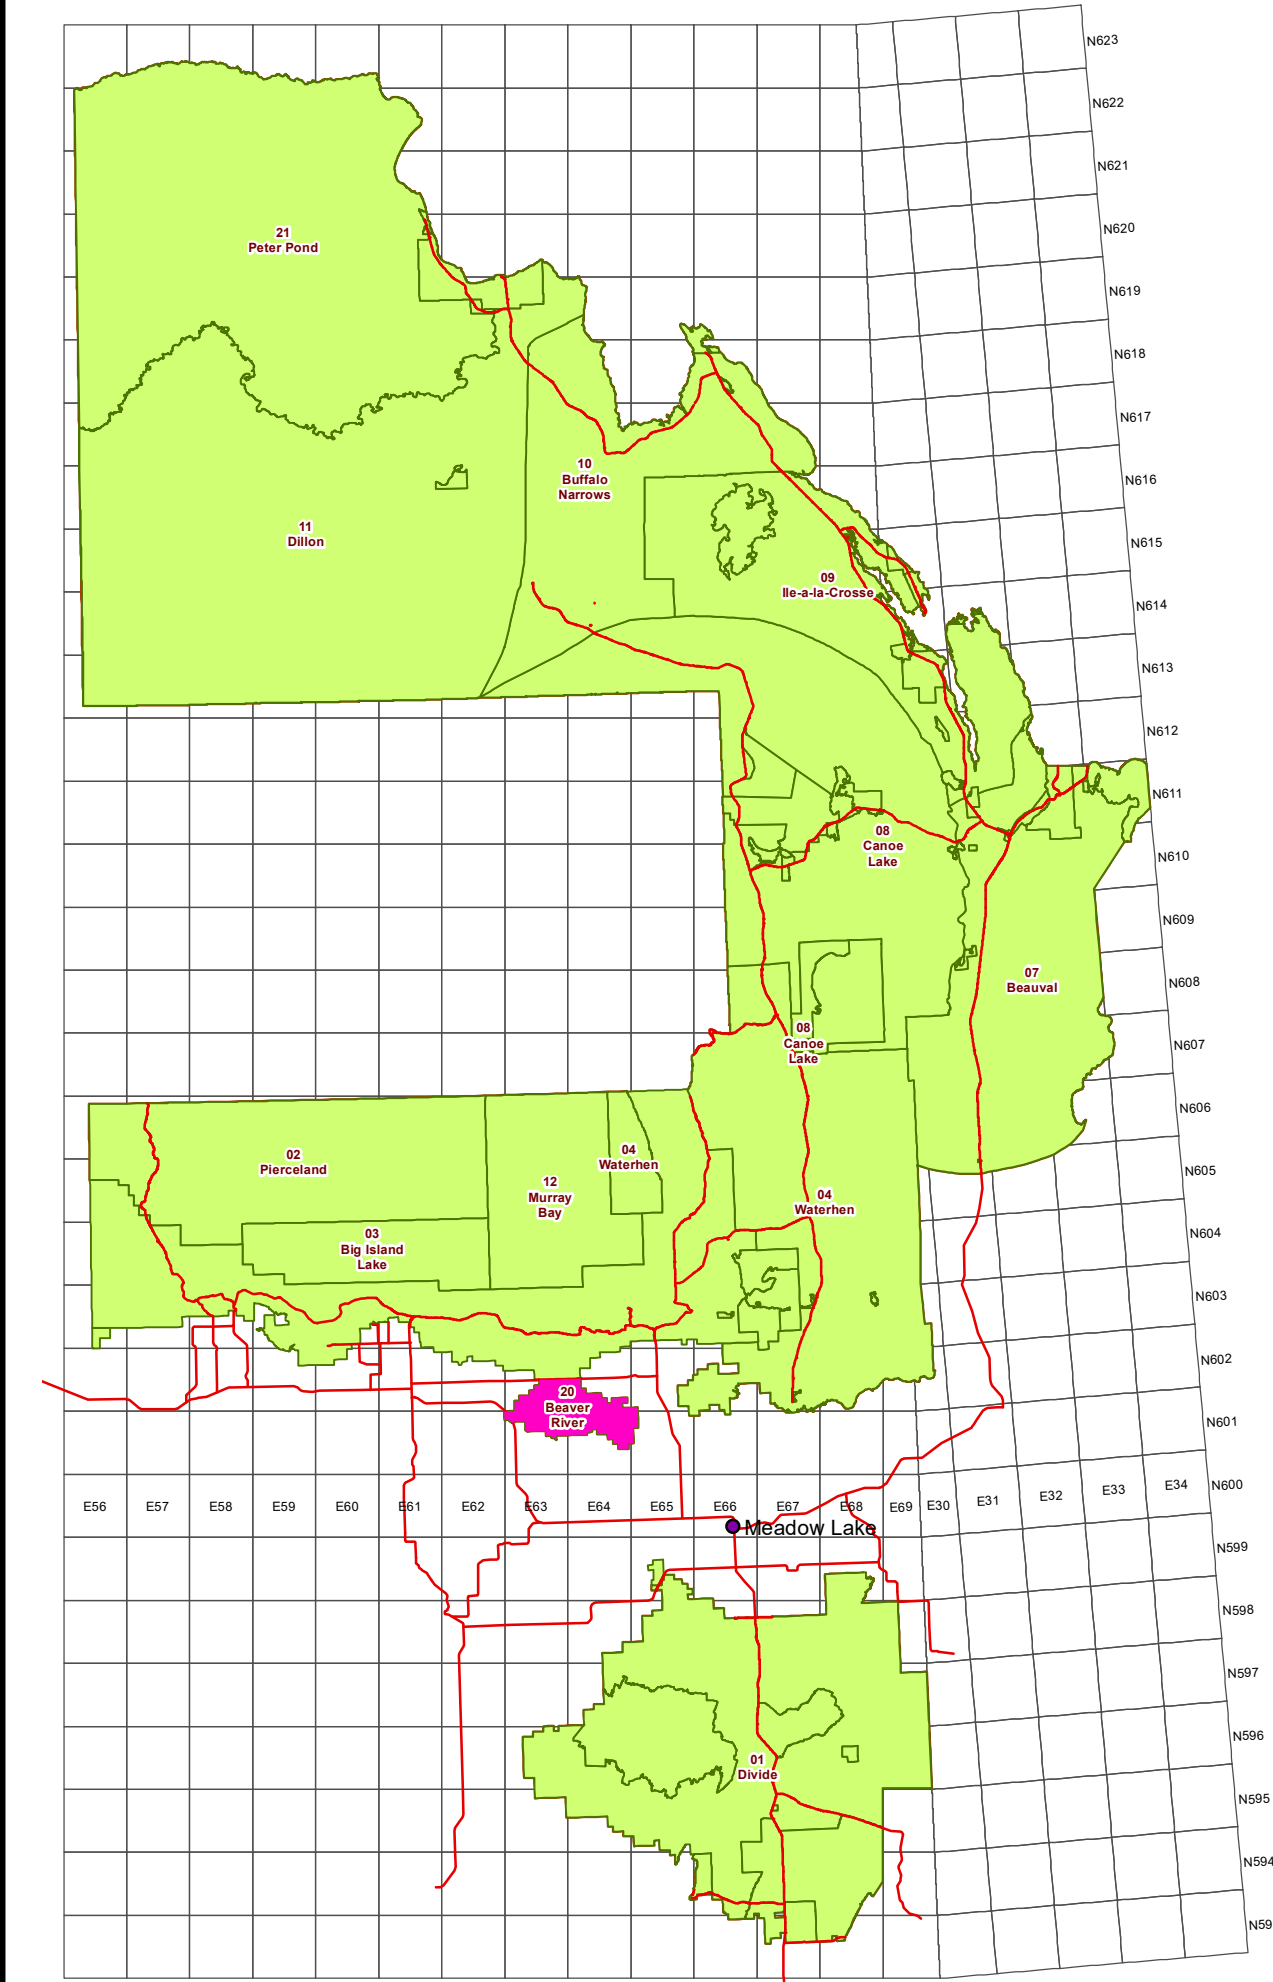 N623
N622
N621
N620
21
Peter Pond
N619
N618
N617
10
Buffalo
Narrows
N616
11
Dillon
N615
09
Ile-a-la-Crosse
N614
N613
N612
N611
08
Canoe
Lake
N610
N609
07
Beauval
N608
08
Canoe
Lake
N607
N606
02
Pierceland
04
Waterhen
12
Murray
Bay
N605
04
Waterhen
03
Big Island
Lake
N604
N603
N602
20
Beaver
River
N601
N600
E56 E57 E58 E59 E60 E61 E62 E63 E64 E65 E66 E67 E68 E69 E30 E31 E32 E33 E34
Meadow Lake
N599
N598
N597
N596
01
Divide
N595
N594
N59